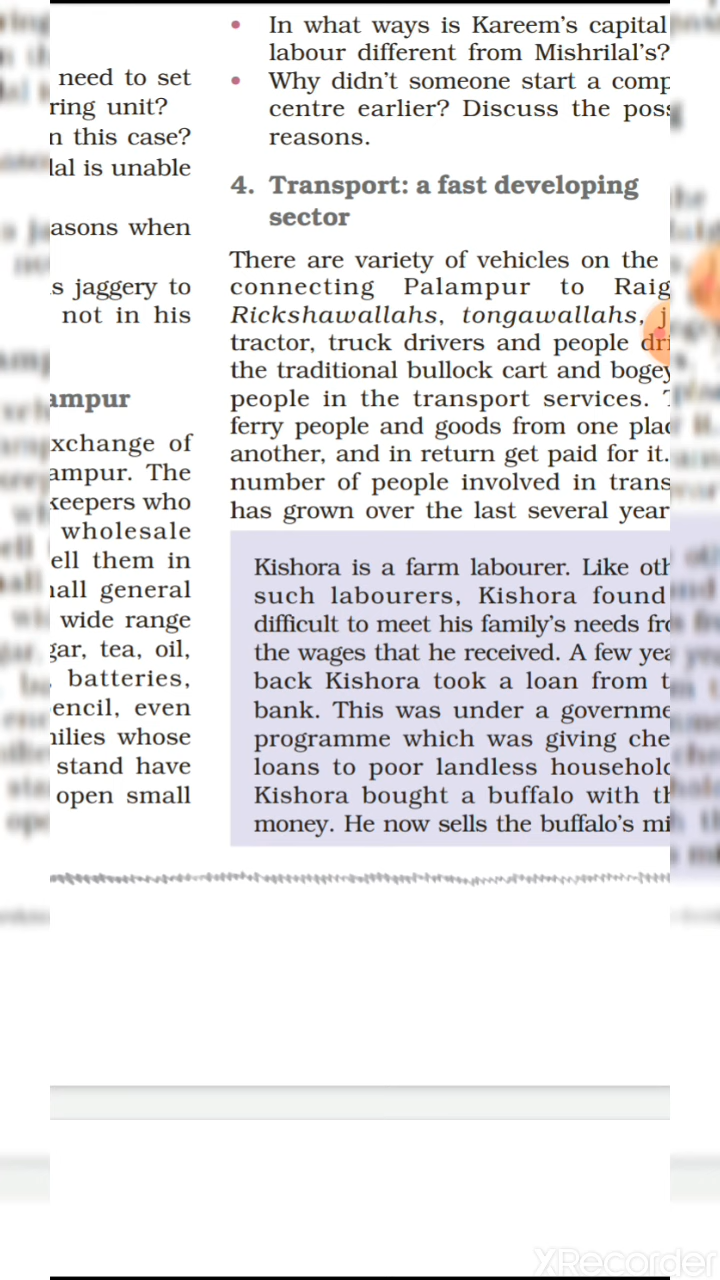 need to set
ring unit?
n this case?
lal is unable
asons when
s jaggery to
not in his
ampur
xchange of
ampur. The
keepers who
wholesale
ell them in
nall general
wide range
gar, tea, oil,
batteries,
encil, even
nilies whose
stand have
open small
• In what ways is Kareem's capital
labour different from Mishrilal's?
• Why didn't someone start a comp
centre earlier? Discuss the poss
reasons.
4. Transport: a fast developing
sector
There are variety of vehicles on the
connecting Palampur to Raig
Rickshawallahs, tongawallahs, j
tractor, truck drivers and people dri
the traditional bullock cart and bogey
people in the transport services.
ferry people and goods from one plac
another, and in return get paid for it.
number of people involved in trans
has grown over the last several year
Kishora is a farm labourer. Like oth
such labourers, Kishora found
difficult to meet his family's needs fro
the wages that he received. A few yea
back Kishora took a loan from t
bank. This was under a governme
programme which was giving che
loans to poor landless household
Kishora bought a buffalo with th
money. He now sells the buffalo's mi
XRecorder